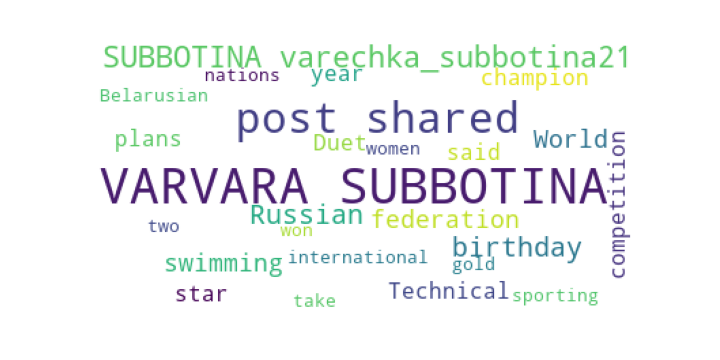 SUBBOTINA varechka_subbotina21
nations year champion
Belarusian
post shared
plans Duet women said World
VARVARA SUBBOTINA
competition
Russian federation
two won
birthday
swimming international gold
star Technical sporting
take